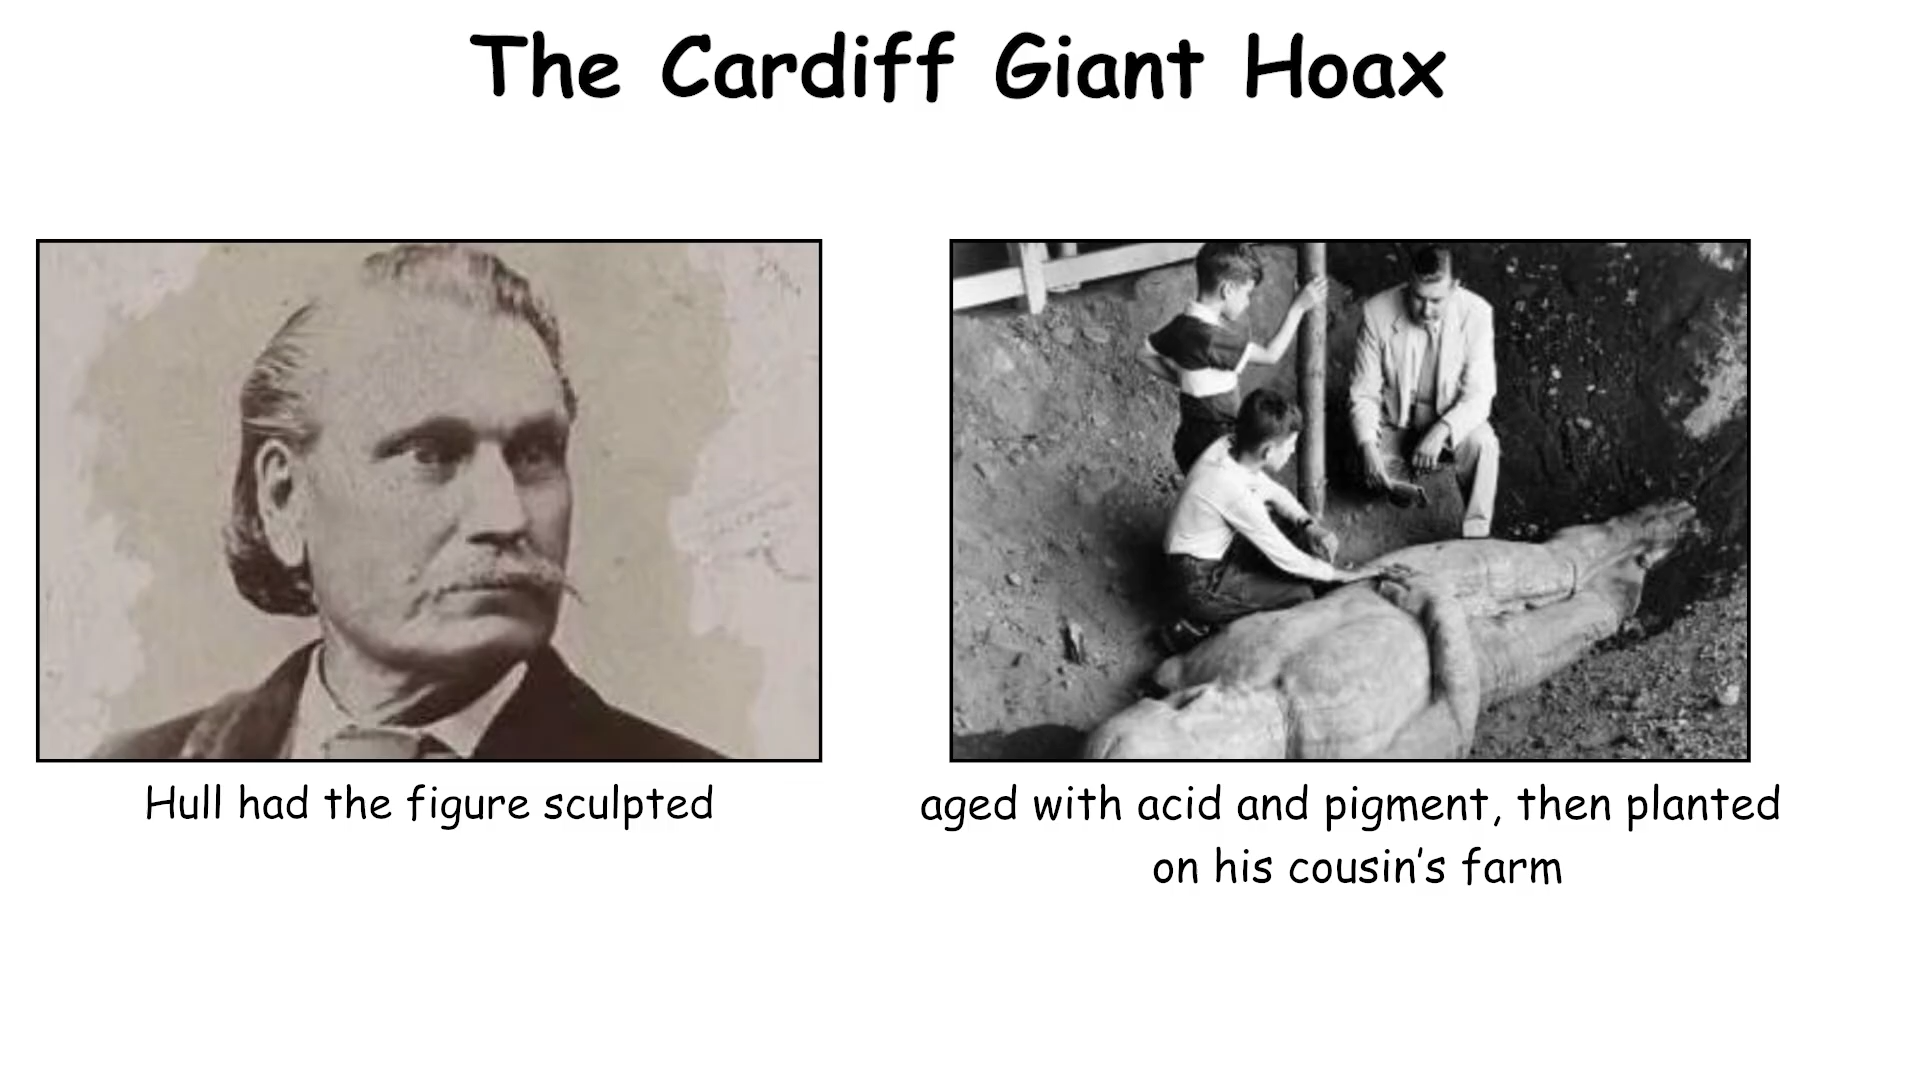 The Cardiff Giant Hoax
Hull had the figure sculpted
aged with acid and pigment, then planted
on his cousin's farm